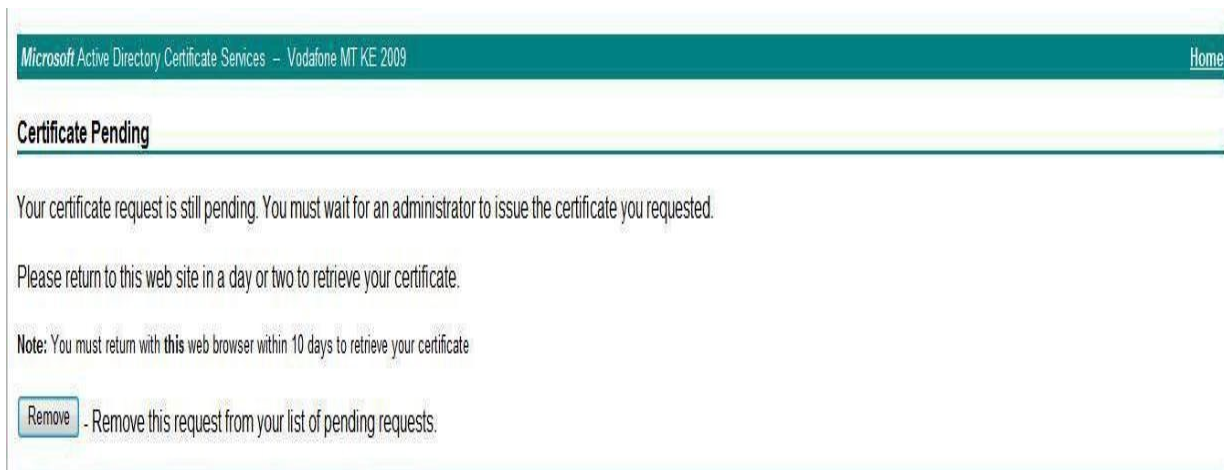 Microsoft Active Directory Certificate Services – Vodafone MT KE 2009 Home
Certificate Pending
Your certificate request is still pending. You must wait for an administrator to issue the certificate you requested.
Please return to this web site in a day or two to retrieve your certificate.
Note: You must return with this web browser within 10 days to retrieve your certificate
Remove - Remove this request from your list of pending requests.